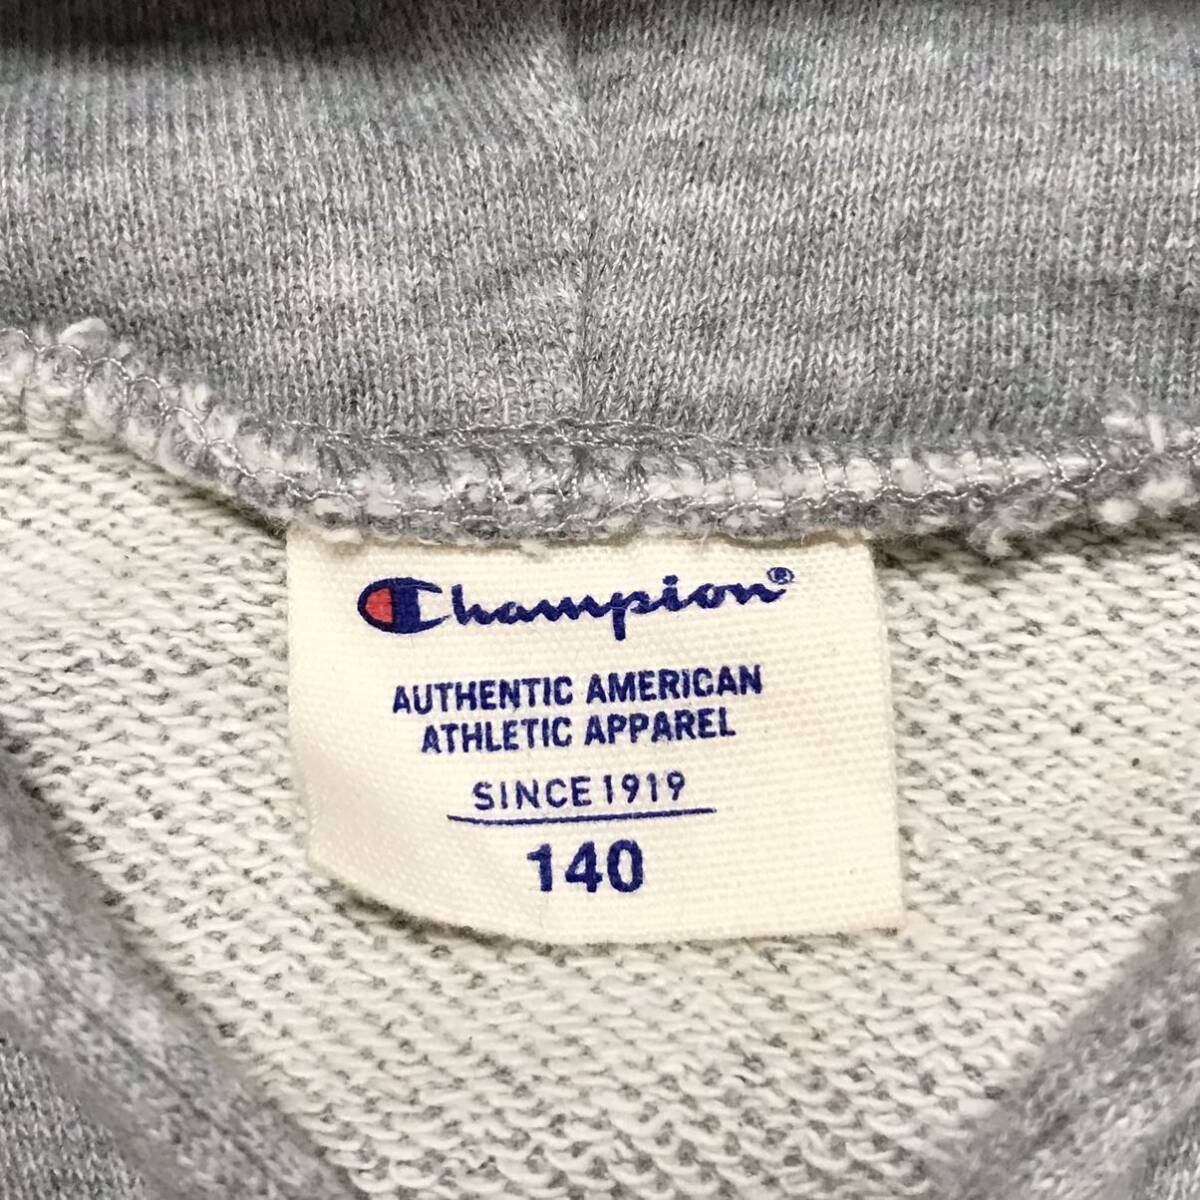 Champion®
AUTHENTIC AMERICAN
ATHLETIC APPAREL
SINCE 1919
140